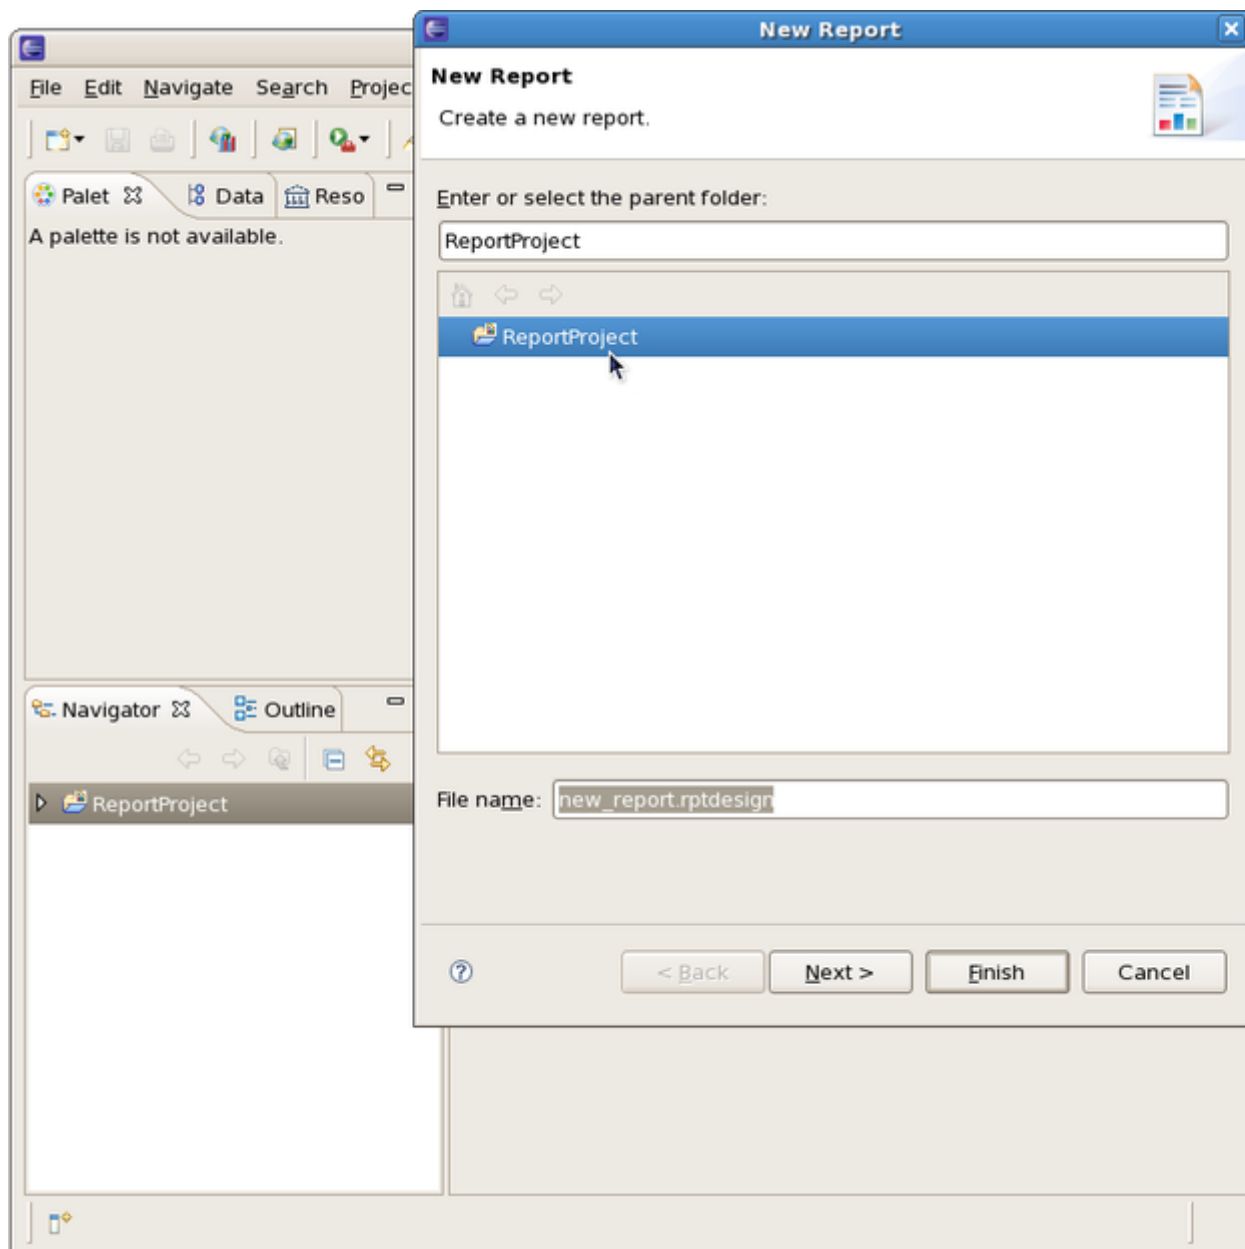 New Report
File Edit Navigate Search Projec
New Report
Create a new report.
Palet Data Reso
A palette is not available.
Enter or select the parent folder:
ReportProject
ReportProject
Navigator Outline
ReportProject
File name: new_report.rptdesign
< Back Next > Finish Cancel